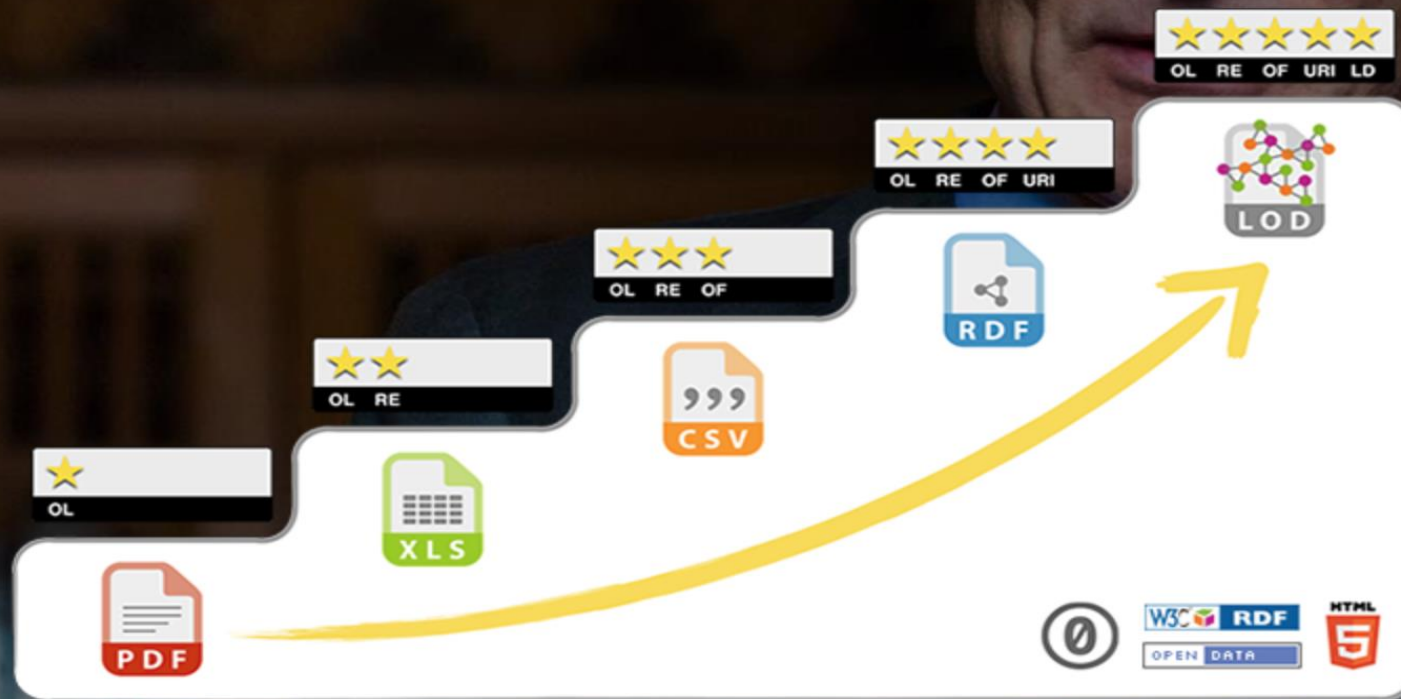 OL RE OF URI LD
LOD
OL RE OF URI
RDF
OL RE OF
CSV
OL RE
XLS
OL
PDF
0
W3C RDF
OPEN DATA
HTML
5